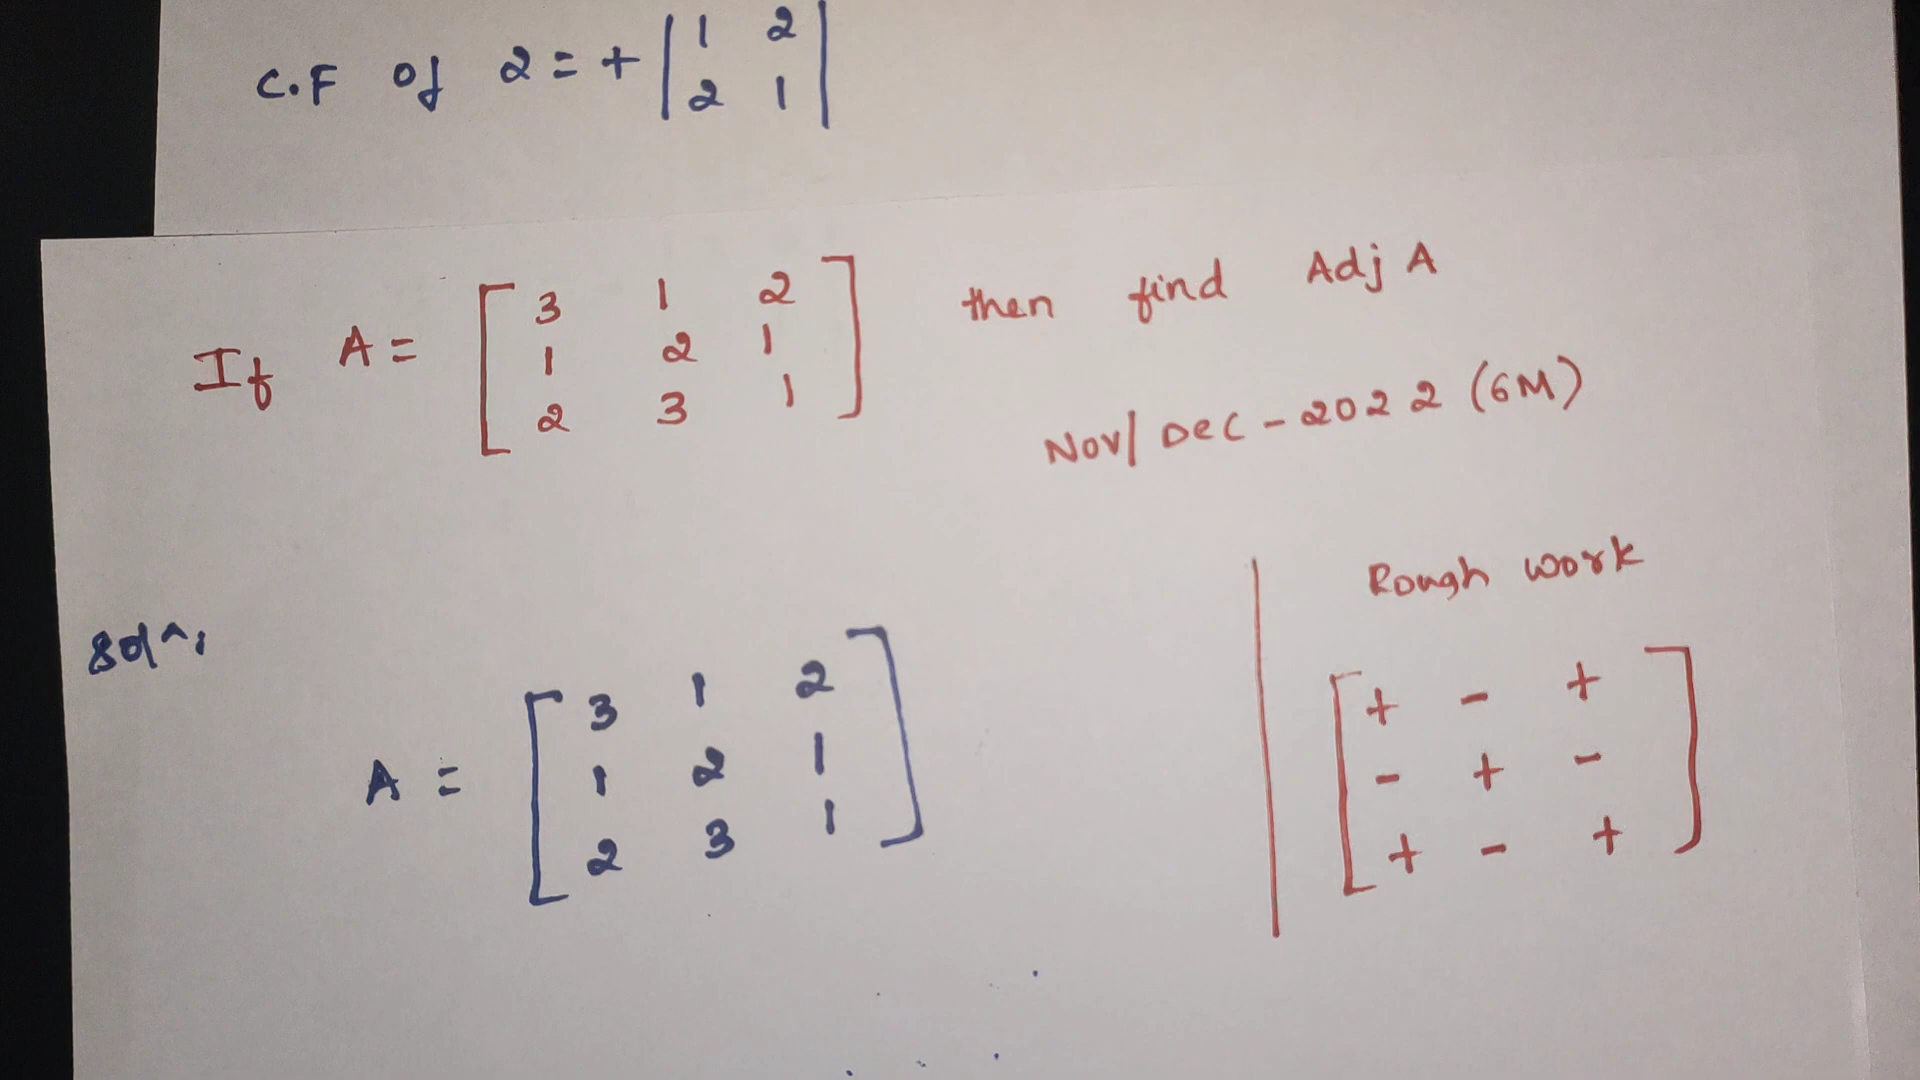 C.F of 2 = + | 1 2 |
| 2 1 |
If A = [ 3 1 2 ] then find Adj A
1 2 1
2 3 1
Nov/Dec - 2022 (6M)
Rough work
Soln:
A = [ 3 1 2 ]
1 2 1
2 3 1
[ + - + ]
- + -
+ - +